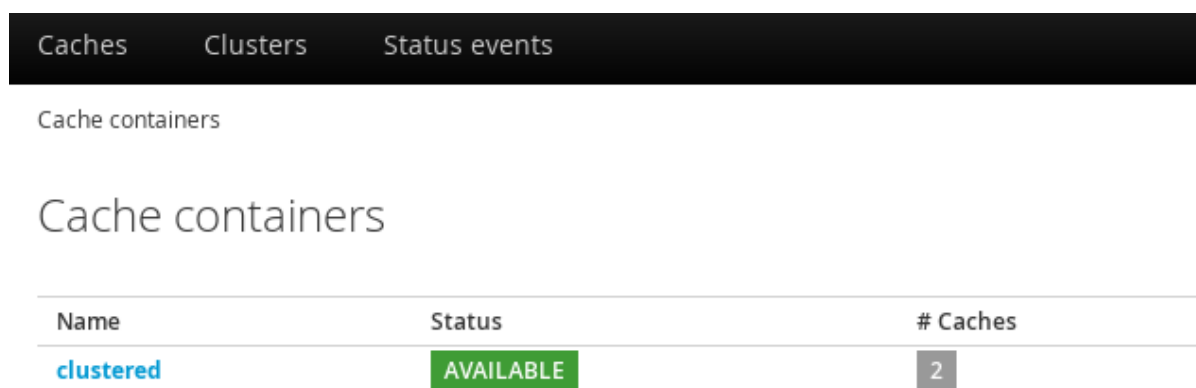 Caches Clusters Status events
Cache containers
Cache containers
Name Status # Caches
clustered AVAILABLE 2